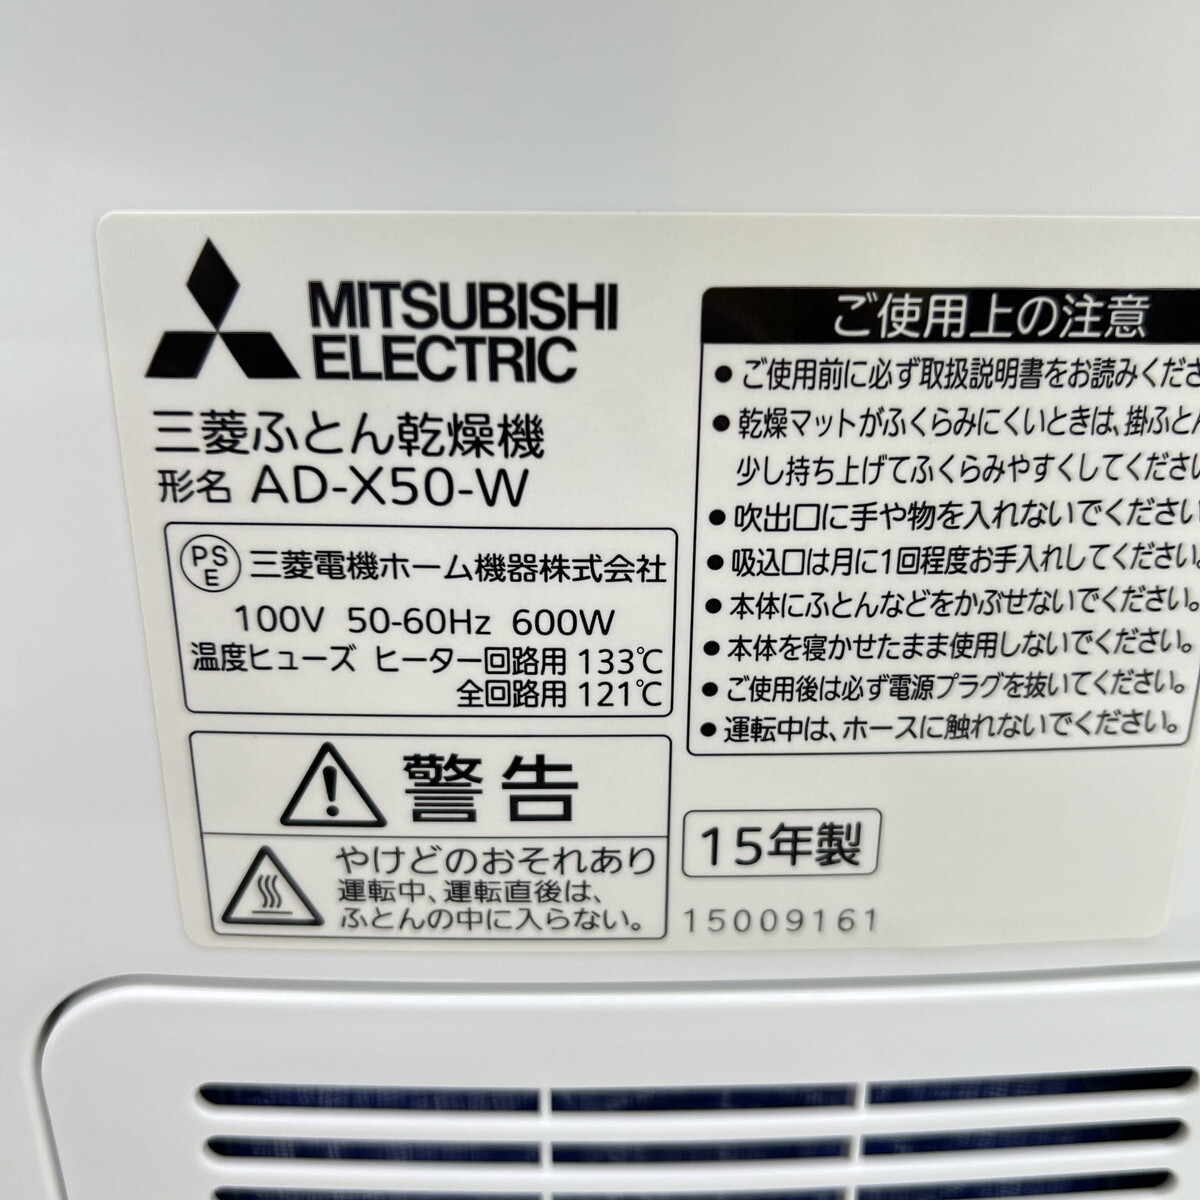 MITSUBISHI
ELECTRIC
三菱ふとん乾燥機
形名 AD-X50-W
PSE 三菱電機ホーム機器株式会社
100V 50-60Hz 600W
温度ヒューズ ヒーター回路用 133℃
全回路用 121℃
警告
やけどのおそれあり
運転中、運転直後は、
ふとんの中に入らない。
ご使用上の注意
● ご使用前に必ず取扱説明書をお読みくださ
● 乾燥マットがふくらみにくいときは、掛ふとん
少し持ち上げてふくらみやすくしてくださ
● 吹出口に手や物を入れないでください
● 吸込口は月に1回程度お手入れしてください。
● 本体にふとんなどをかぶせないでください。
● 本体を寝かせたまま使用しないでください。
● ご使用後は必ず電源プラグを抜いてください。
● 運転中は、ホースに触れないでください。
15年製
15009161